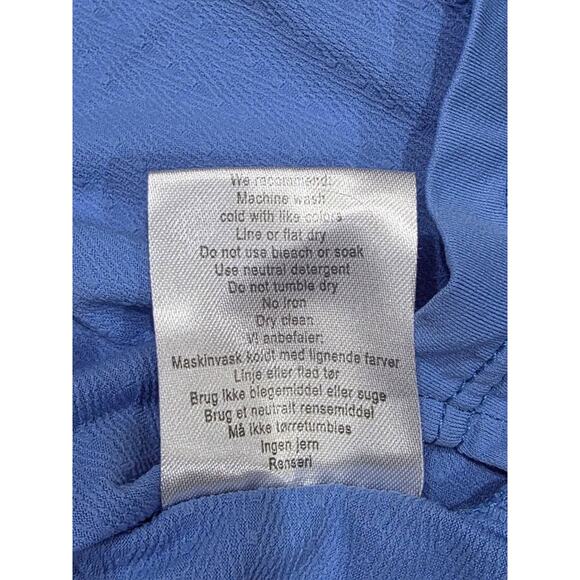 We recommend:
Machine wash
cold with like colors
Line or flat dry
Do not use bleech or soak
Use neutral detergent
Do not tumble dry
No Iron
Dry clean
Vi anbefaler:
Maskinvask koldt med lignende farver
Linje eller flad tør
Brug ikke blegemiddel eller suge
Brug et neutralt rensemiddel
Må ikke tørretumbles
Ingen jern
Renseri